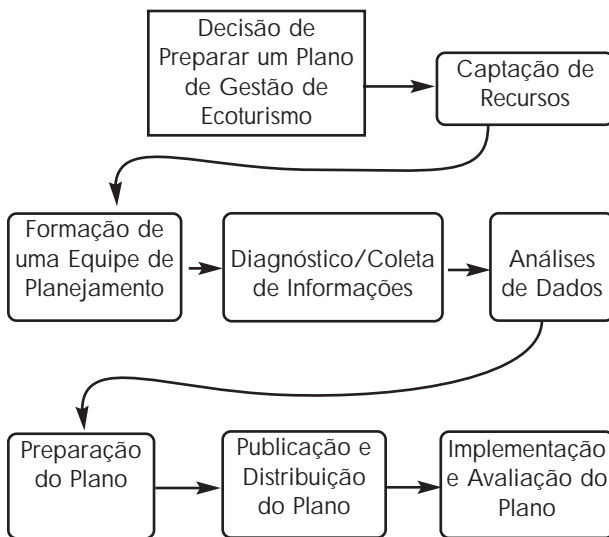 Decisão de
Preparar um Plano
de Gestão de
Ecoturismo
Captação de
Recursos
Formação de
uma Equipe de
Planejamento
Diagnóstico/Coleta
de Informações
Análises
de Dados
Preparação
do Plano
Publicação e
Distribuição
do Plano
Implementação
e Avaliação do
Plano